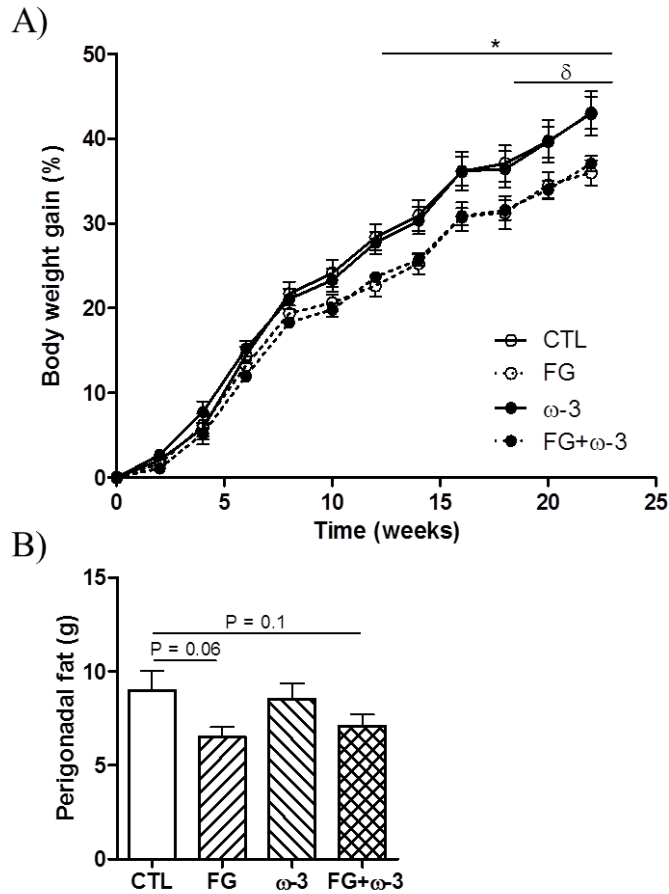 A)
*
δ
50
40
30
20
10
0
Body weight gain (%)
CTL
FG
ω-3
FG+ω-3
0 5 10 15 20 25
Time (weeks)
B)
15
10
5
0
Perigonadal fat (g)
P = 0.1
P = 0.06
CTL FG ω-3 FG+ω-3